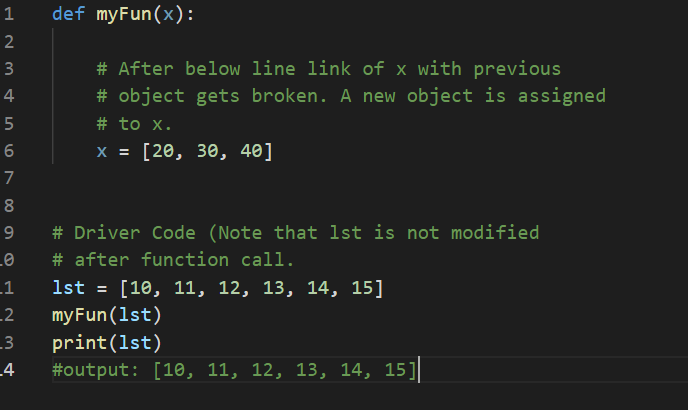 1 def myFun(x):
2
3 # After below line link of x with previous
4 # object gets broken. A new object is assigned
5 # to x.
6 x = [20, 30, 40]
7
8
9 # Driver Code (Note that lst is not modified
10 # after function call.
11 lst = [10, 11, 12, 13, 14, 15]
12 myFun(lst)
13 print(lst)
14 #output: [10, 11, 12, 13, 14, 15]